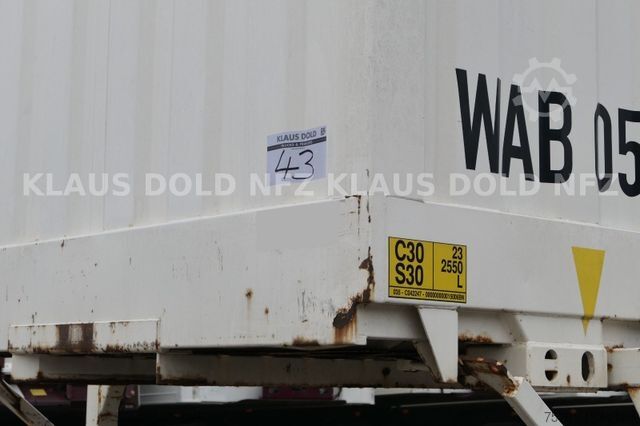 KLAUS DOLD
43
WAB 05
KLAUS DOLD NFZ KLAUS DOLD NFZ
C30
S30
23
2550
L